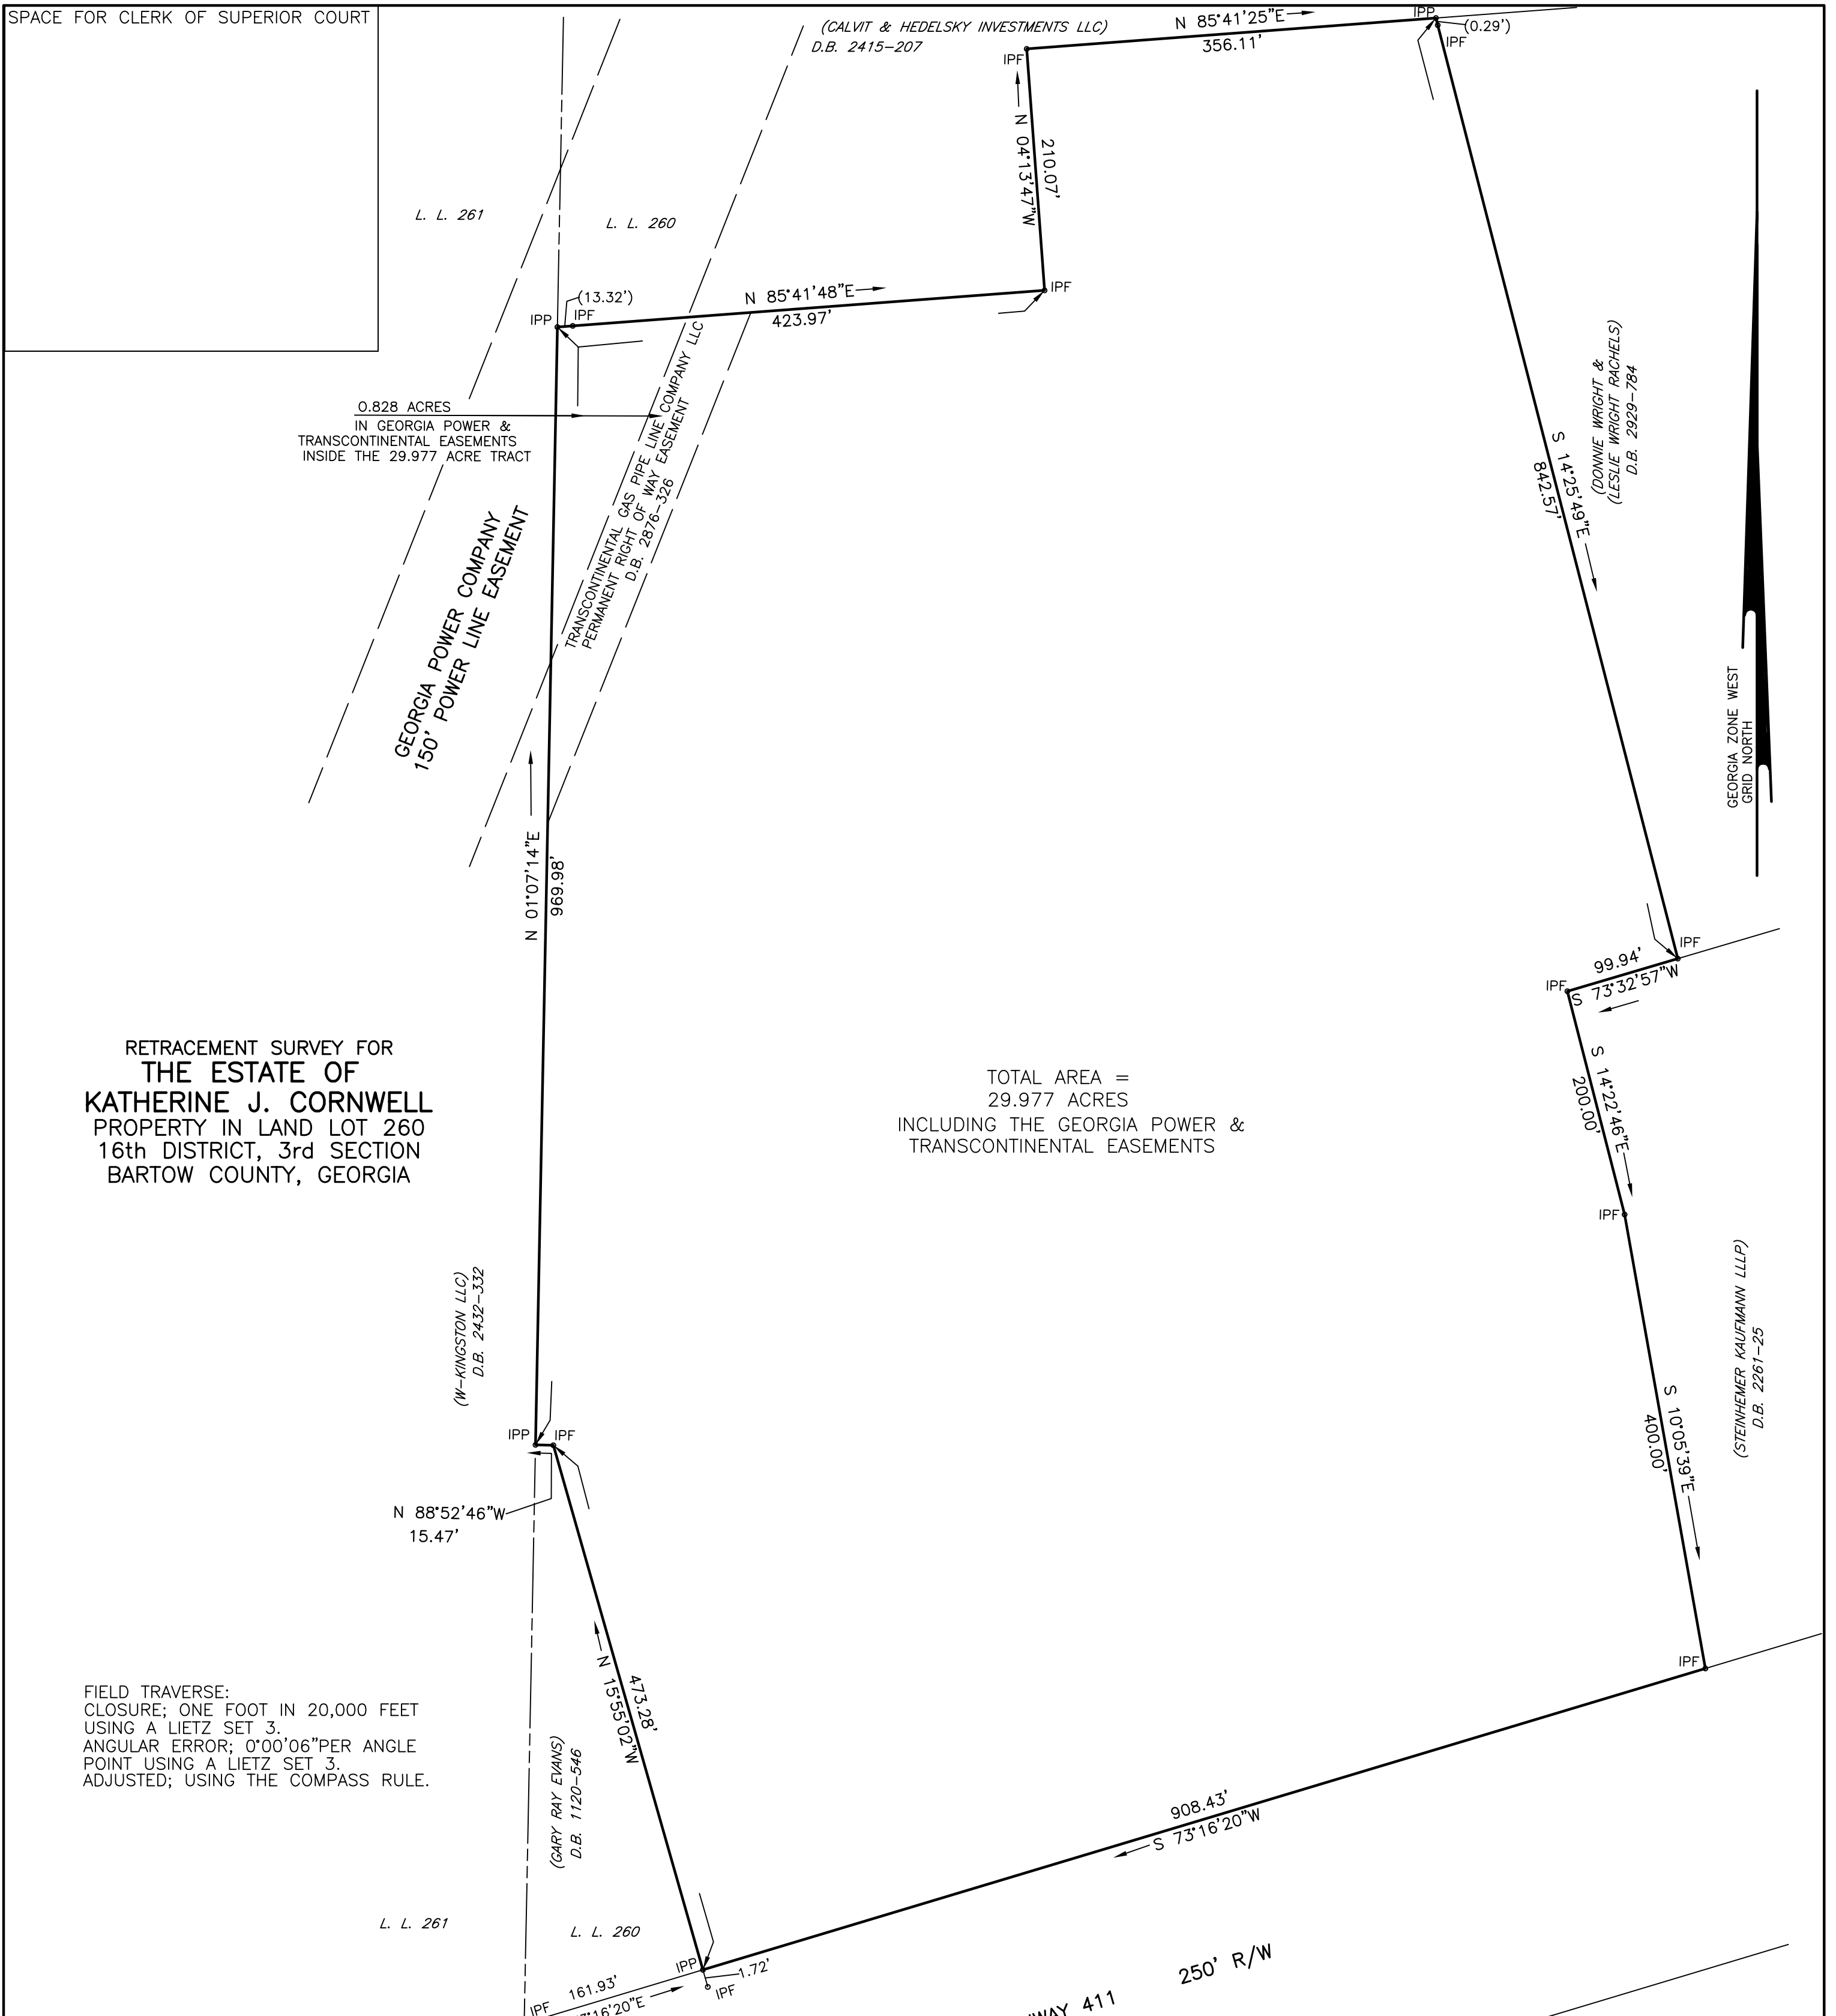 SPACE FOR CLERK OF SUPERIOR COURT
(CALVIT & HEDELSKY INVESTMENTS LLC)
D.B. 2415-207
N 85°41'25"E
356.11'
IPP
(0.29')
IPF
IPF
N 04°13'47"W
210.07'
L. L. 261
L. L. 260
IPP
(13.32')
IPF
N 85°41'48"E
423.97'
IPF
0.828 ACRES
IN GEORGIA POWER &
TRANSCONTINENTAL EASEMENTS
INSIDE THE 29.977 ACRE TRACT
GEORGIA POWER COMPANY
150' POWER LINE EASEMENT
TRANSCONTINENTAL GAS PIPE LINE COMPANY LLC
PERMANENT RIGHT OF WAY EASEMENT
D.B. 2876-326
(DONNIE WRIGHT &
(LESLIE WRIGHT RACHELS)
D.B. 2929-784
S 14°25'49"E
842.57'
GEORGIA ZONE WEST
GRID NORTH
N 01°07'14"E
969.98'
IPF
99.94'
S 73°32'57"W
IPF
S 14°22'46"E
200.00'
IPF
RETRACEMENT SURVEY FOR
THE ESTATE OF
KATHERINE J. CORNWELL
PROPERTY IN LAND LOT 260
16th DISTRICT, 3rd SECTION
BARTOW COUNTY, GEORGIA
TOTAL AREA =
29.977 ACRES
INCLUDING THE GEORGIA POWER &
TRANSCONTINENTAL EASEMENTS
(W-KINGSTON LLC)
D.B. 2432-332
(STEINHEMER KAUFMANN LLLP)
D.B. 2261-25
S 10°05'39"E
400.00'
IPP
IPF
N 88°52'46"W
15.47'
IPF
N 15°55'02"W
473.28'
FIELD TRAVERSE:
CLOSURE; ONE FOOT IN 20,000 FEET
USING A LIETZ SET 3.
ANGULAR ERROR; 0°00'06"PER ANGLE
POINT USING A LIETZ SET 3.
ADJUSTED; USING THE COMPASS RULE.
(GARY RAY EVANS)
D.B. 1120-546
908.43'
S 73°16'20"W
L. L. 261
L. L. 260
IPP
1.72'
IPF
IPF
161.93'
°16'20"E
WAY 411
250' R/W